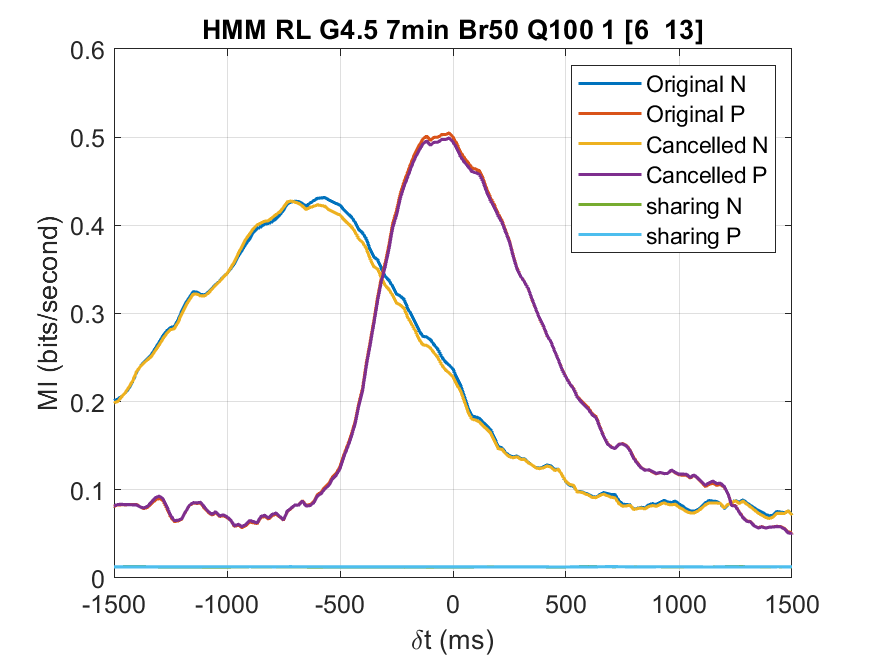 HMM RL G4.5 7min Br50 Q100 1 [6  13]
0.6
0.5
0.4
0.3
0.2
0.1
0
MI (bits/second)
Original N
Original P
Cancelled N
Cancelled P
sharing N
sharing P
-1500
-1000
-500
0
500
1000
1500
δt (ms)